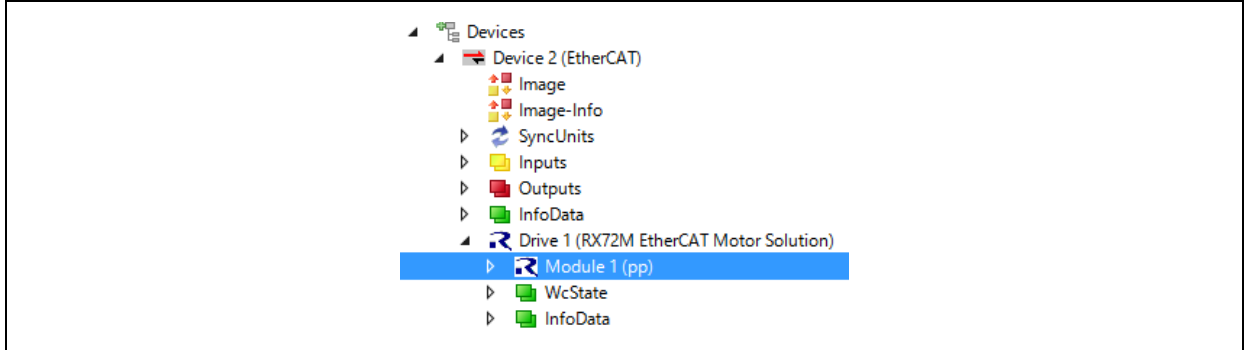 Devices
Device 2 (EtherCAT)
Image
Image-Info
SyncUnits
Inputs
Outputs
InfoData
Drive 1 (RX72M EtherCAT Motor Solution)
Module 1 (pp)
WcState
InfoData